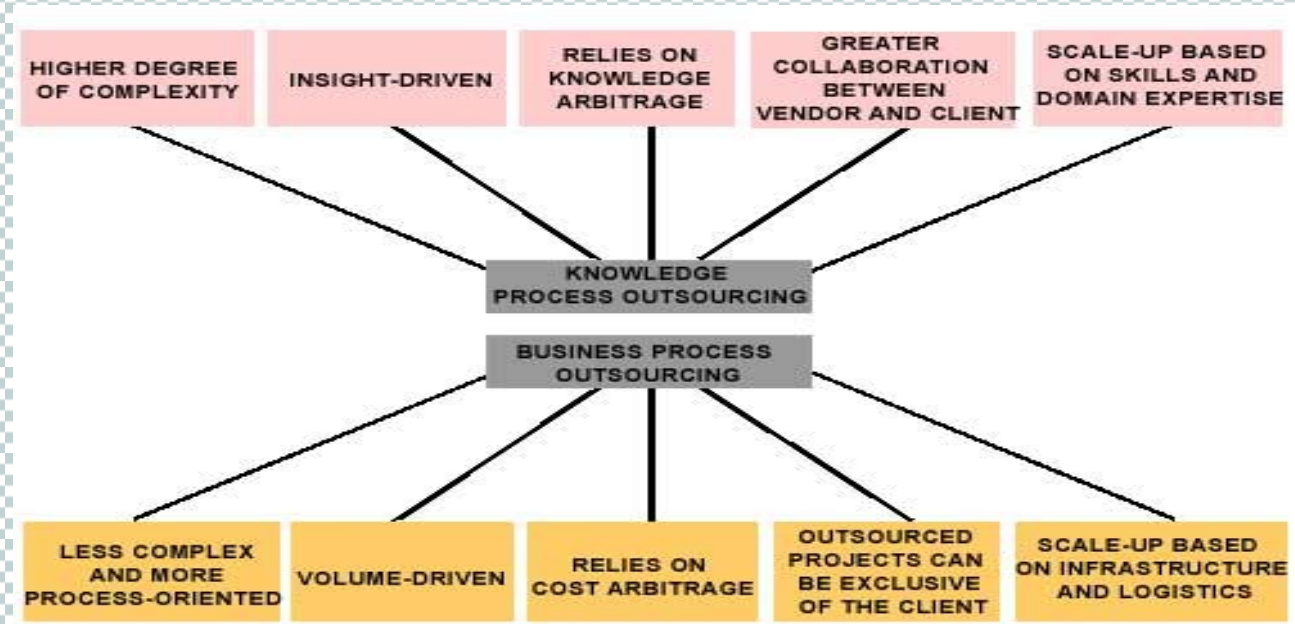 HIGHER DEGREE
OF COMPLEXITY
INSIGHT-DRIVEN
RELIES ON
KNOWLEDGE
ARBITRAGE
GREATER
COLLABORATION
BETWEEN
VENDOR AND CLIENT
SCALE-UP BASED
ON SKILLS AND
DOMAIN EXPERTISE
KNOWLEDGE
PROCESS OUTSOURCING
BUSINESS PROCESS
OUTSOURCING
LESS COMPLEX
AND MORE
PROCESS-ORIENTED
VOLUME-DRIVEN
RELIES ON
COST ARBITRAGE
OUTSOURCED
PROJECTS CAN
BE EXCLUSIVE
OF THE CLIENT
SCALE-UP BASED
ON INFRASTRUCTURE
AND LOGISTICS